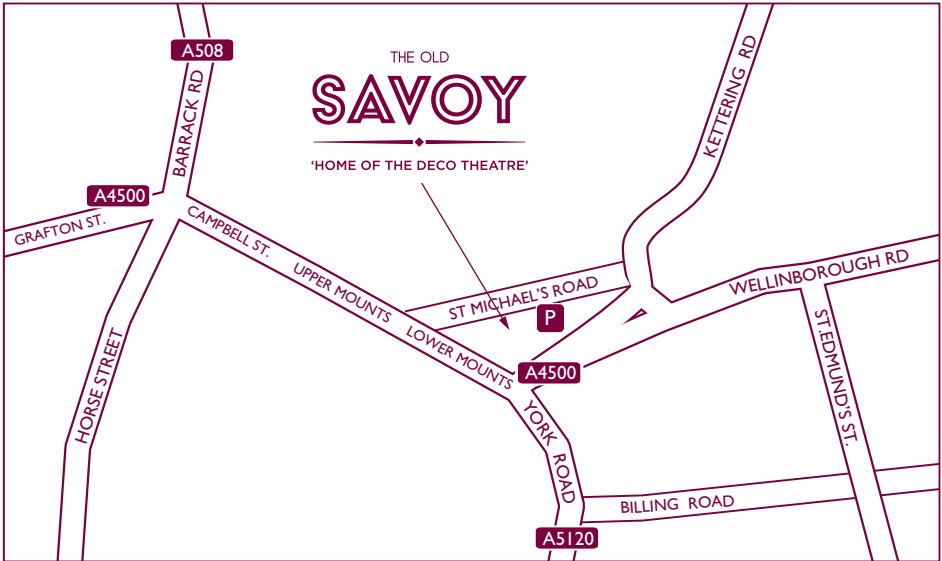 A508
BARRACK RD
THE OLD
SAVOY
‘HOME OF THE DECO THEATRE’
KETTERING RD
A4500
GRAFTON ST.
CAMPBELL ST.
UPPER MOUNTS
LOWER MOUNTS
ST MICHAEL'S ROAD
P
WELLINBOROUGH RD
HORSE STREET
A4500
ST.EDMUND'S ST.
YORK ROAD
BILLING ROAD
A5120